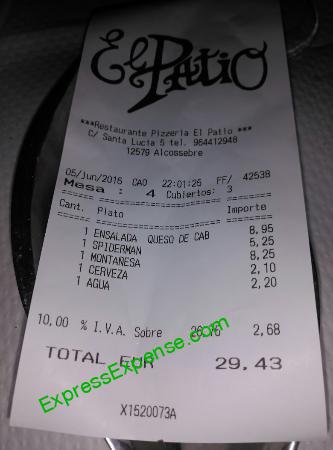 El Patio
***Restaurante Pizzeria El Patio ***
C/ Santa Lucia 5 tel. 964412948
12579 Alcossebre
05/Jun/2015 CAO 22:01:25 FF/ 42538
Mesa : 4 Cubiertos: 3
Cant. Plato Importe
1 ENSALADA QUESO DE CAB 8,95
1 SPIDERMAN 5,25
1 MONTAÑESA 8,25
1 CERVEZA 2,10
1 AGUA 2,20
10,00 % I.V.A. Sobre 26,75 2,68
TOTAL EUR 29,43
ExpressExpense.com
X1520073A